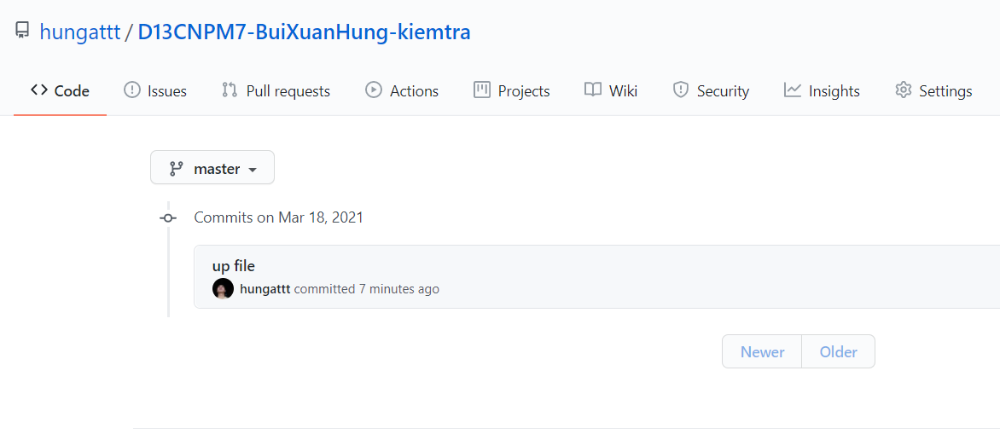 hungattt / D13CNPM7-BuiXuanHung-kiemtra
Code Issues Pull requests Actions Projects Wiki Security Insights Settings
master
Commits on Mar 18, 2021
up file
hungattt committed 7 minutes ago
Newer Older